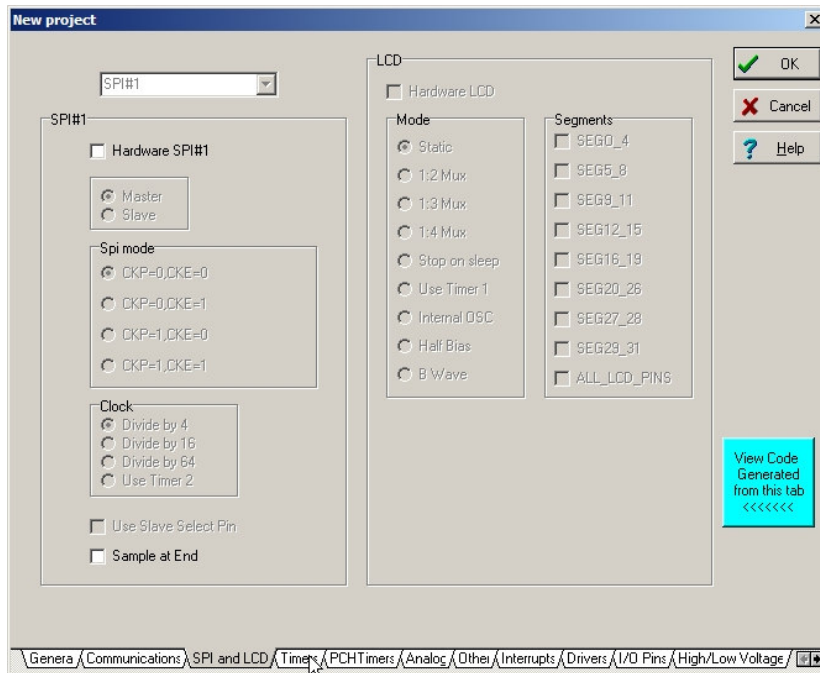 New project
SPI#1
SPI#1
Hardware SPI#1
Master
Slave
Spi mode
CKP=0,CKE=0
CKP=0,CKE=1
CKP=1,CKE=0
CKP=1,CKE=1
Clock
Divide by 4
Divide by 16
Divide by 64
Use Timer 2
Use Slave Select Pin
Sample at End
LCD
Hardware LCD
Mode
Static
1:2 Mux
1:3 Mux
1:4 Mux
Stop on sleep
Use Timer 1
Internal OSC
Half Bias
B Wave
Segments
SEG0_4
SEG5_8
SEG9_11
SEG12_15
SEG16_19
SEG20_26
SEG27_28
SEG29_31
ALL_LCD_PINS
OK
Cancel
Help
View Code
Generated
from this tab
<<<<<<<
Genera Communications SPI and LCD Timers PCHTimers Analog Other Interrupts Drivers I/O Pins High/Low Voltage